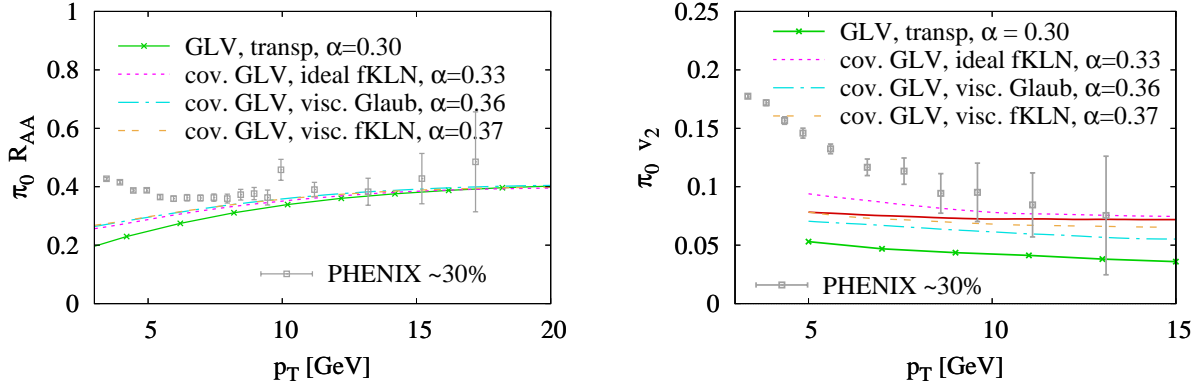 π0 RAA
1
0.8
0.6
0.4
0.2
0
GLV, transp, α=0.30
cov. GLV, ideal fKLN, α=0.33
cov. GLV, visc. Glaub, α=0.36
cov. GLV, visc. fKLN, α=0.37
PHENIX ~30%
5 10 15 20
pT [GeV]
π0 v2
0.25
0.2
0.15
0.1
0.05
0
GLV, transp, α = 0.30
cov. GLV, ideal fKLN, α=0.33
cov. GLV, visc. Glaub, α=0.36
cov. GLV, visc. fKLN, α=0.37
PHENIX ~30%
5 10 15
pT [GeV]